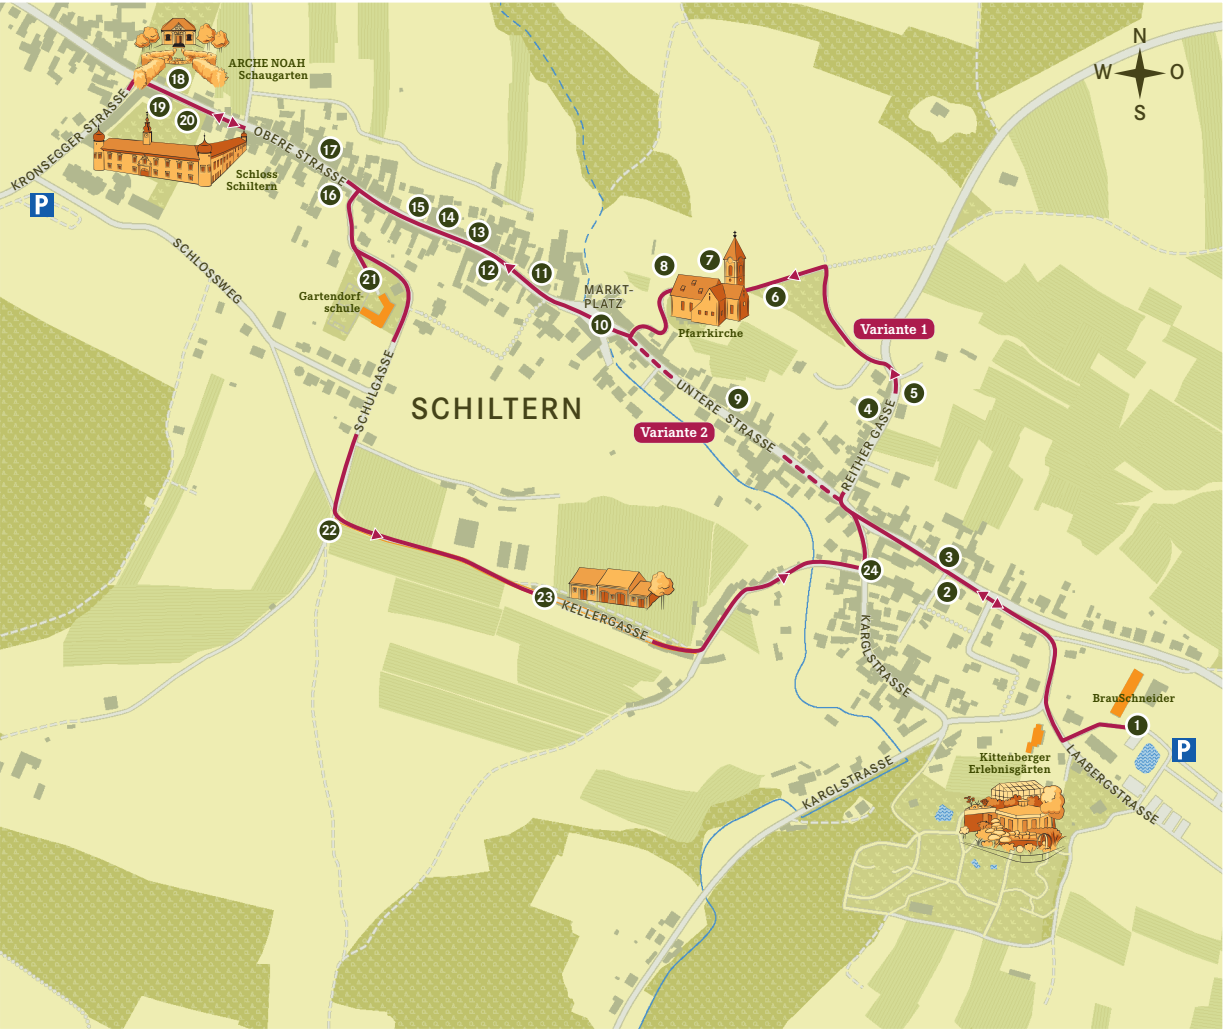 N
W
O
S
ARCHE NOAH
Schaugarten
18
19
20
KRONSEGGER STRASSE
OBERE STRASSE
17
Schloss
Schiltern
16
P
15
14
13
12
11
SCHLOSSWEG
21
Gartendorf-
schule
MARKT-
PLATZ
10
8
7
6
Pfarrkirche
Variante 1
SCHULGASSE
SCHILTERN
UNTERE STRASSE
9
Variante 2
4
5
REITHER GASSE
22
23
KELLERGASSE
24
3
2
KARGLSTRASSE
BrauSchneider
1
P
Kittenberger
Erlebnisgärten
LAABERGSTRASSE
KARGLSTRASSE